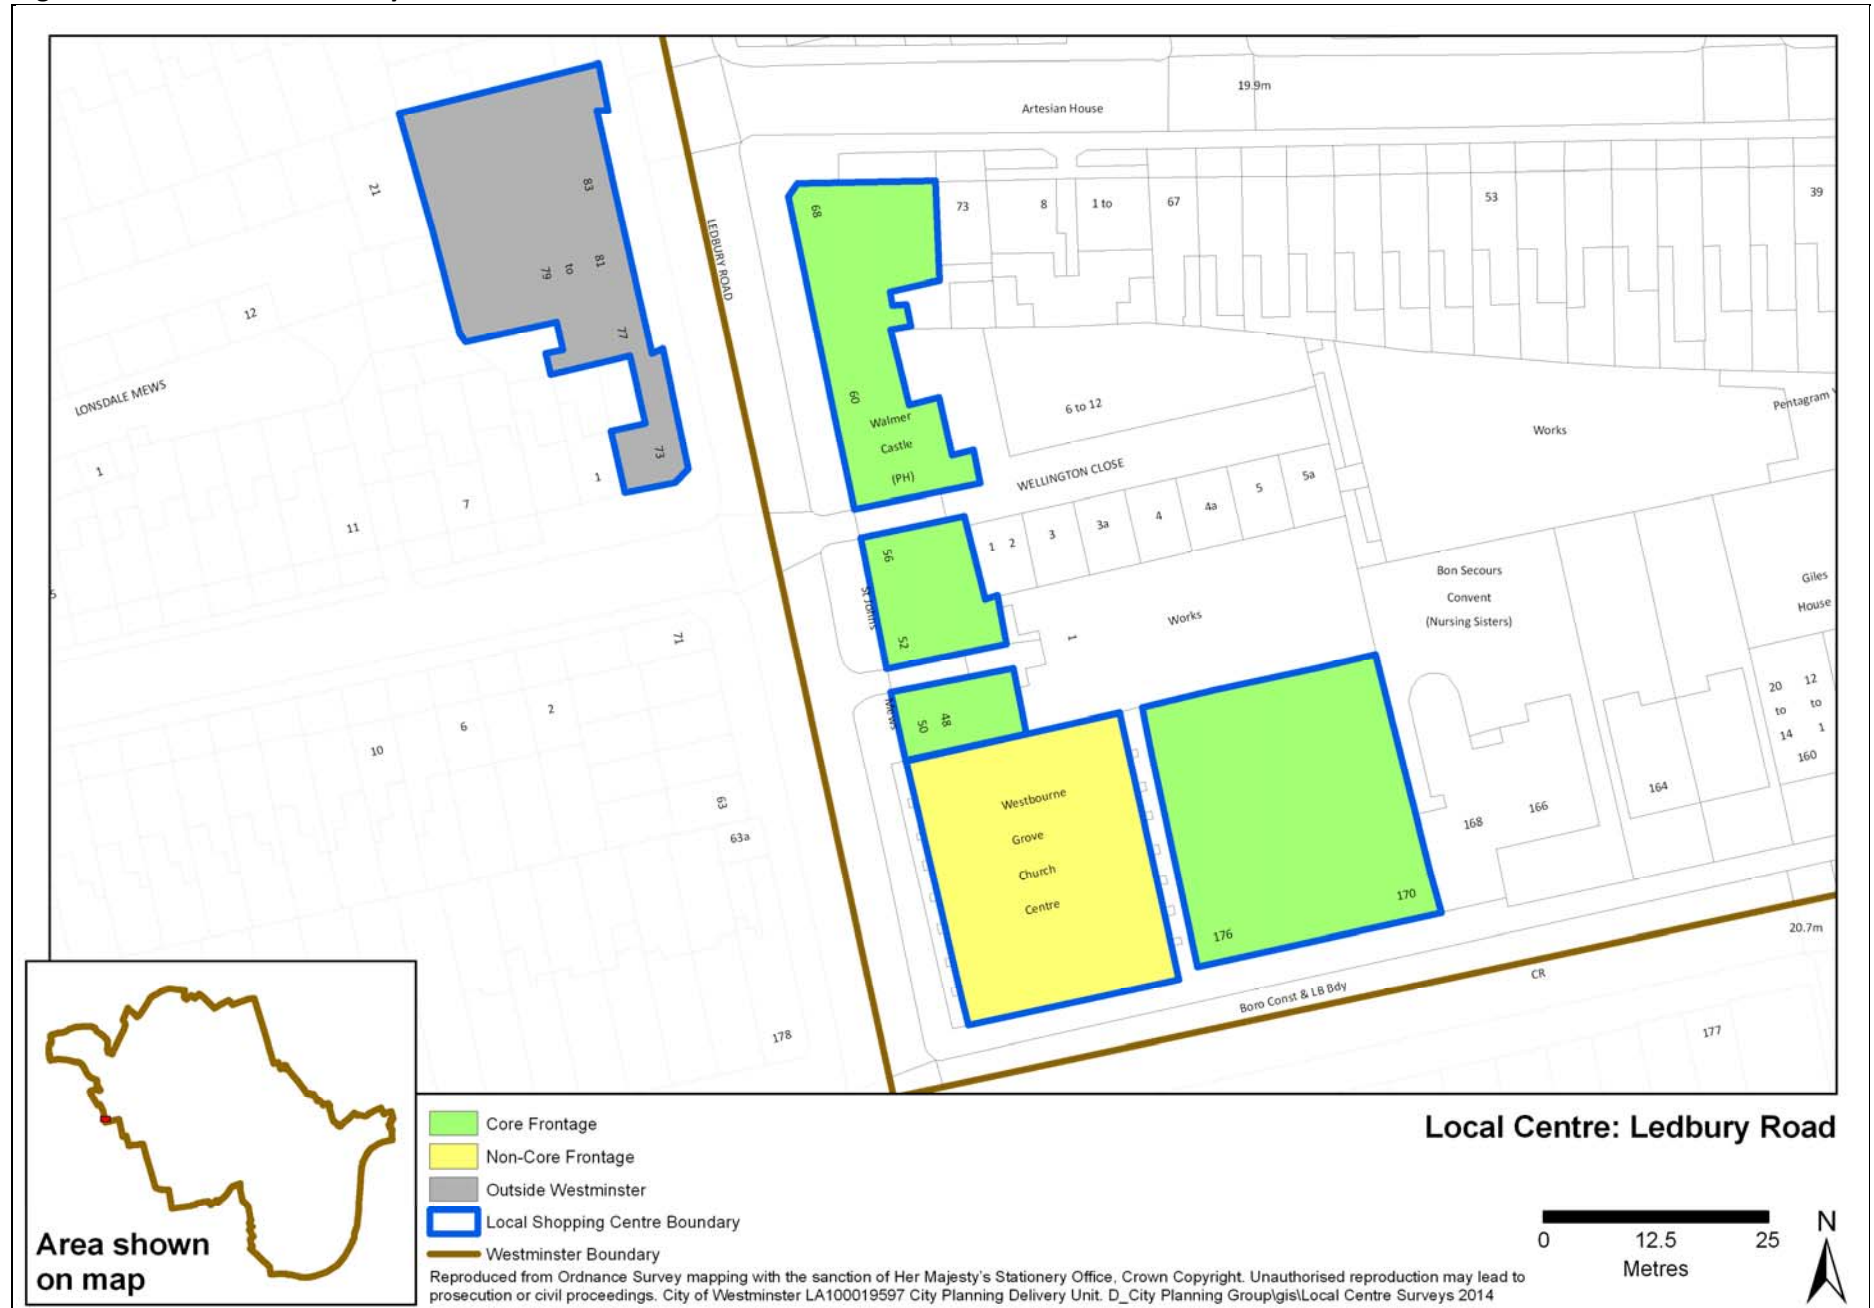 19.9m
Artesian House
21
83
68
73
8
1 to
67
53
39
LEDBURY ROAD
81
to
79
12
77
LONSDALE MEWS
60
Walmer
Castle
(PH)
6 to 12
Works
Pentagram
73
1
1
7
11
WELLINGTON CLOSE
1
2
3
3a
4
4a
5
5a
56
St Johns
52
Mews
Works
1
Bon Secours
Convent
(Nursing Sisters)
Giles
House
5
71
2
6
10
50
48
20
to
14
12
to
1
160
63
63a
Westbourne
Grove
Church
Centre
164
166
168
170
176
20.7m
CR
Boro Const & LB Bdy
178
177
Area shown
on map
Core Frontage
Non-Core Frontage
Outside Westminster
Local Shopping Centre Boundary
Westminster Boundary
Local Centre: Ledbury Road
0 12.5 25
Metres
N
Reproduced from Ordnance Survey mapping with the sanction of Her Majesty's Stationery Office, Crown Copyright. Unauthorised reproduction may lead to
prosecution or civil proceedings. City of Westminster LA100019597 City Planning Delivery Unit. D_City Planning Group\gis\Local Centre Surveys 2014